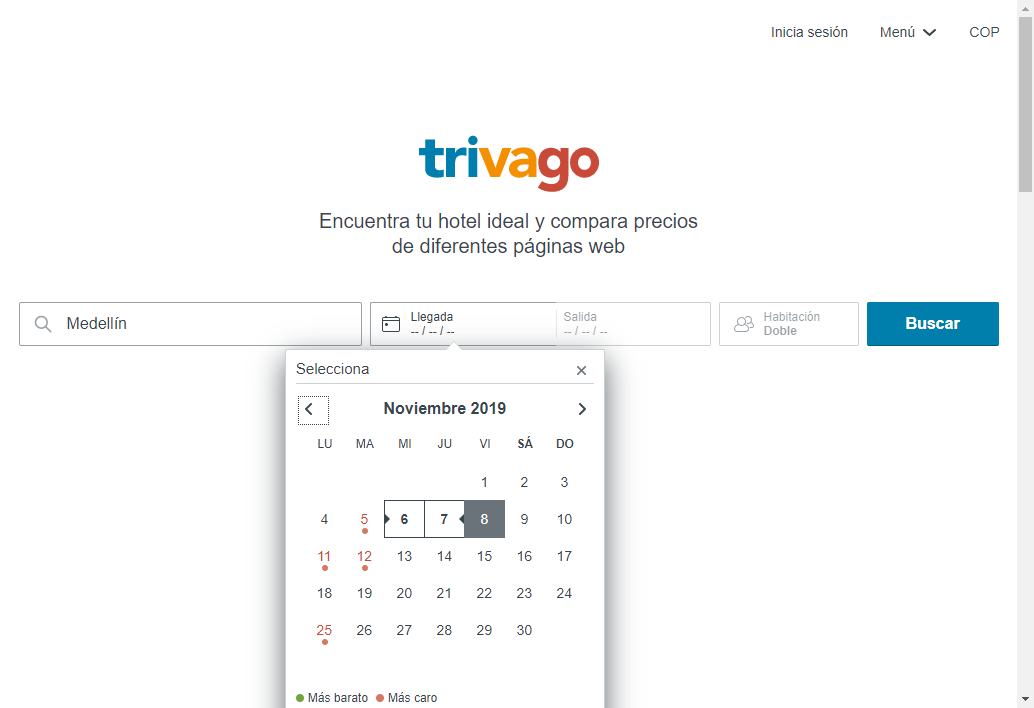 Inicia sesión Menú COP
trivago
Encuentra tu hotel ideal y compara precios
de diferentes páginas web
Medellín
Llegada
-- / -- / --
Salida
-- / -- / --
Habitación
Doble
Buscar
Selecciona
Noviembre 2019
LU MA MI JU VI SÁ DO
1 2 3
4 5 6 7 8 9 10
11 12 13 14 15 16 17
18 19 20 21 22 23 24
25 26 27 28 29 30
Más barato Más caro